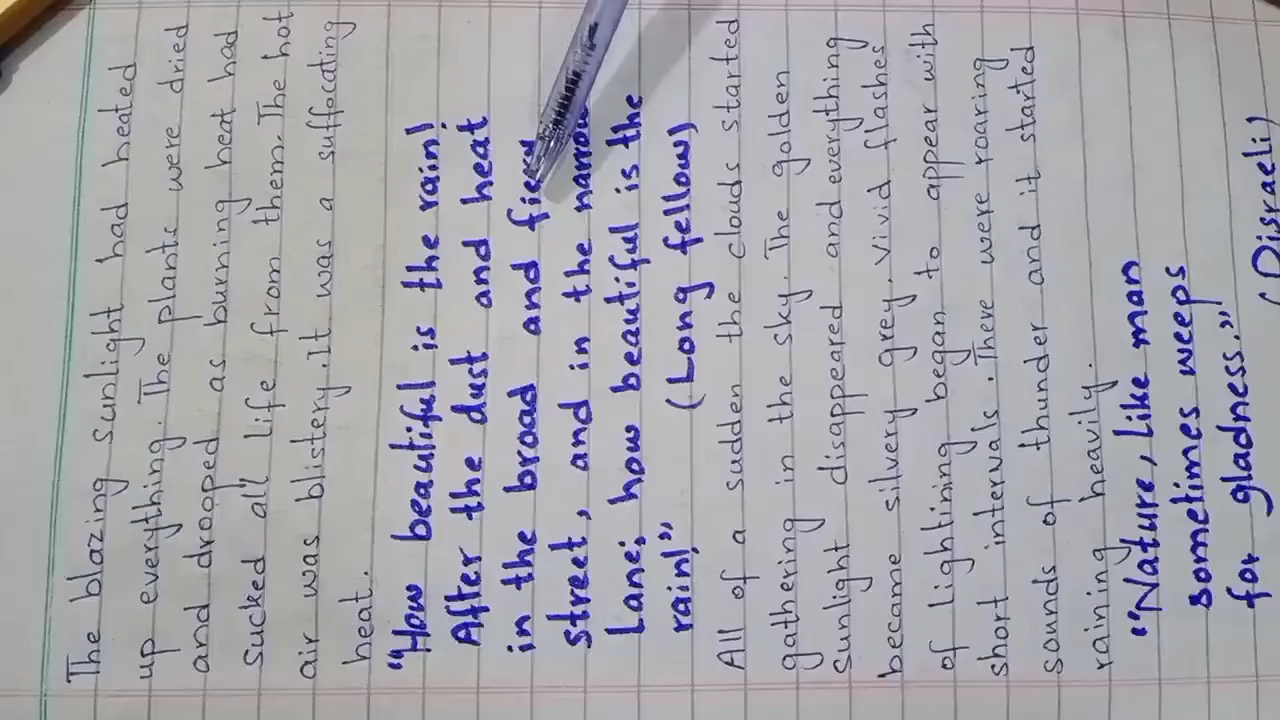 The blazing sunlight had heated
up everything. The plants were dried
and drooped as burning heat had
sucked all life from them. The hot
air was blistery. It was a suffocating
heat.
"How beautiful is the rain!
After the dust and heat
in the broad and fiery
street, and in the narrow
Lane; how beautiful is the
rain!"
(Long fellow)
All of a sudden the clouds started
gathering in the sky. The golden
sunlight disappeared and everything
became silvery grey. Vivid flashes
of lightining began to appear with
short intervals. There were roaring
sounds of thunder and it started
raining heavily.
"Nature, Like man
sometimes weeps
for gladness."
(Disraeli)